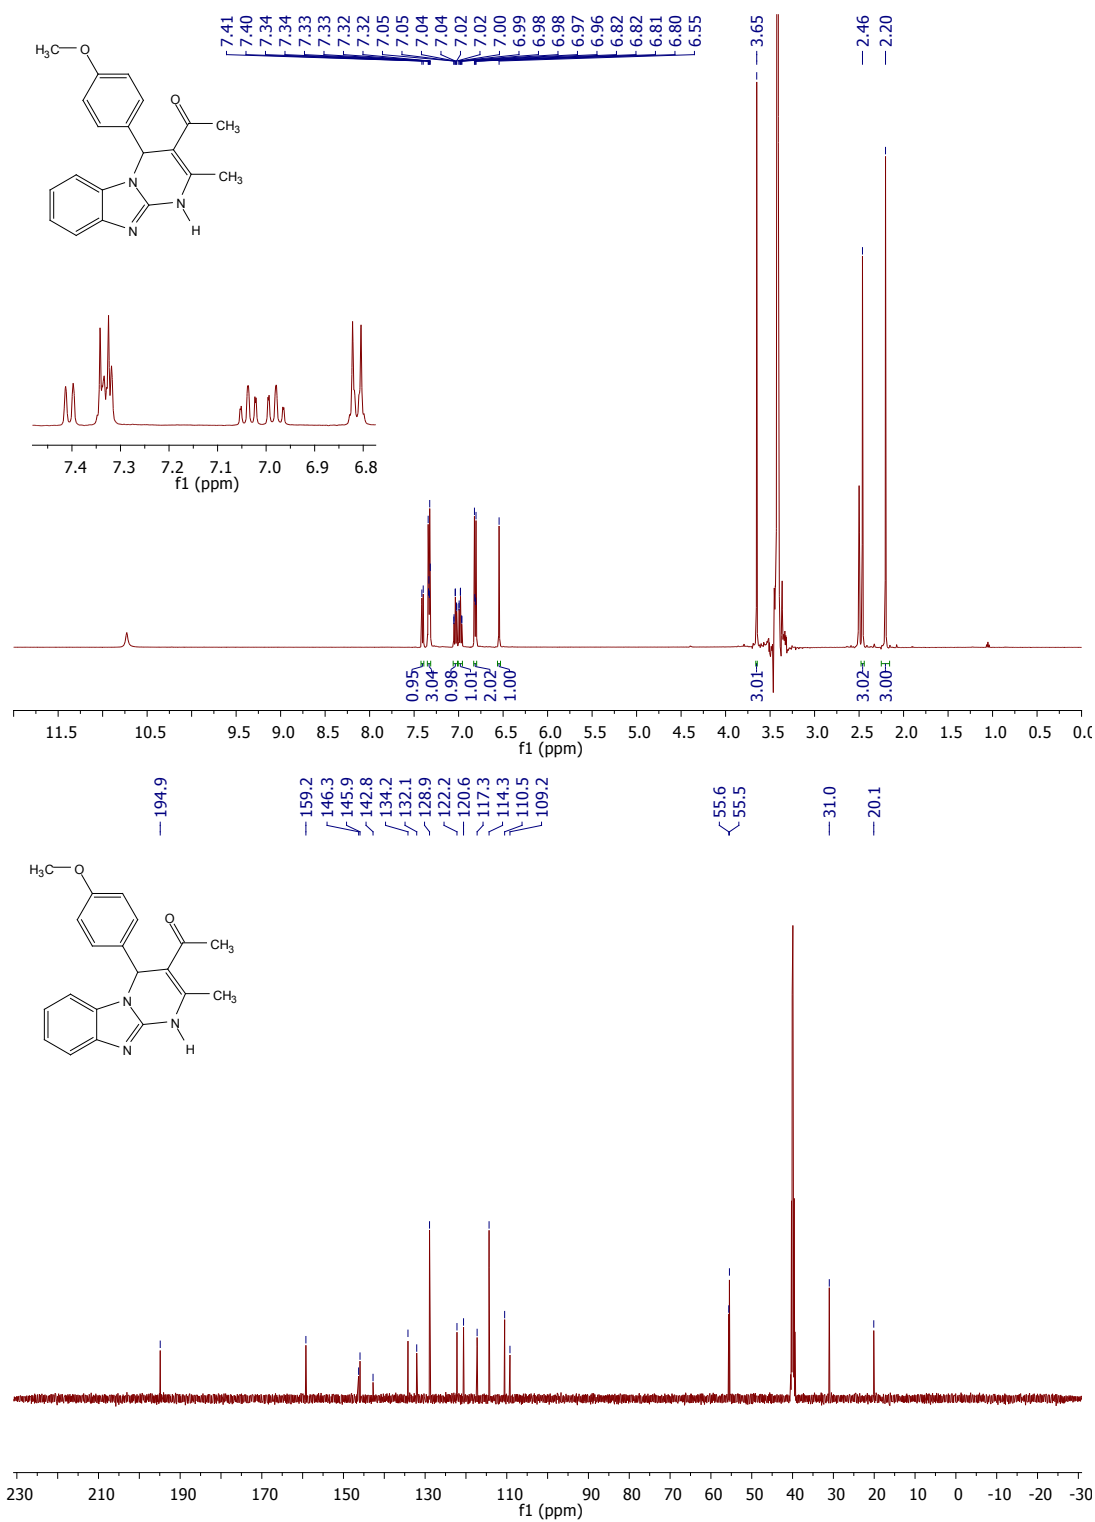 7.41 7.40 7.34 7.34 7.33 7.33 7.32 7.32 7.05 7.05 7.04 7.04 7.02 7.02 7.00 6.99 6.98 6.98 6.97 6.96 6.82 6.82 6.81 6.80 6.55 3.65 2.46 2.20
H₃C O
O
CH₃
N
CH₃
N
N
H
7.4 7.3 7.2 7.1 7.0 6.9 6.8
f1 (ppm)
0.95 3.04 0.98 1.01 2.02 1.00 3.01 3.02 3.00
11.5 10.5 9.5 9.0 8.5 8.0 7.5 7.0 6.5 6.0 5.5 5.0 4.5 4.0 3.5 3.0 2.5 2.0 1.5 1.0 0.5 0.0
f1 (ppm)
194.9 159.2 146.3 145.9 142.8 134.2 132.1 128.9 122.2 120.6 117.3 114.3 110.5 109.2 55.6 55.5 31.0 20.1
H₃C O
O
CH₃
N
CH₃
N
N
H
230 210 190 170 150 130 110 90 80 70 60 50 40 30 20 10 0 -10 -20 -30
f1 (ppm)